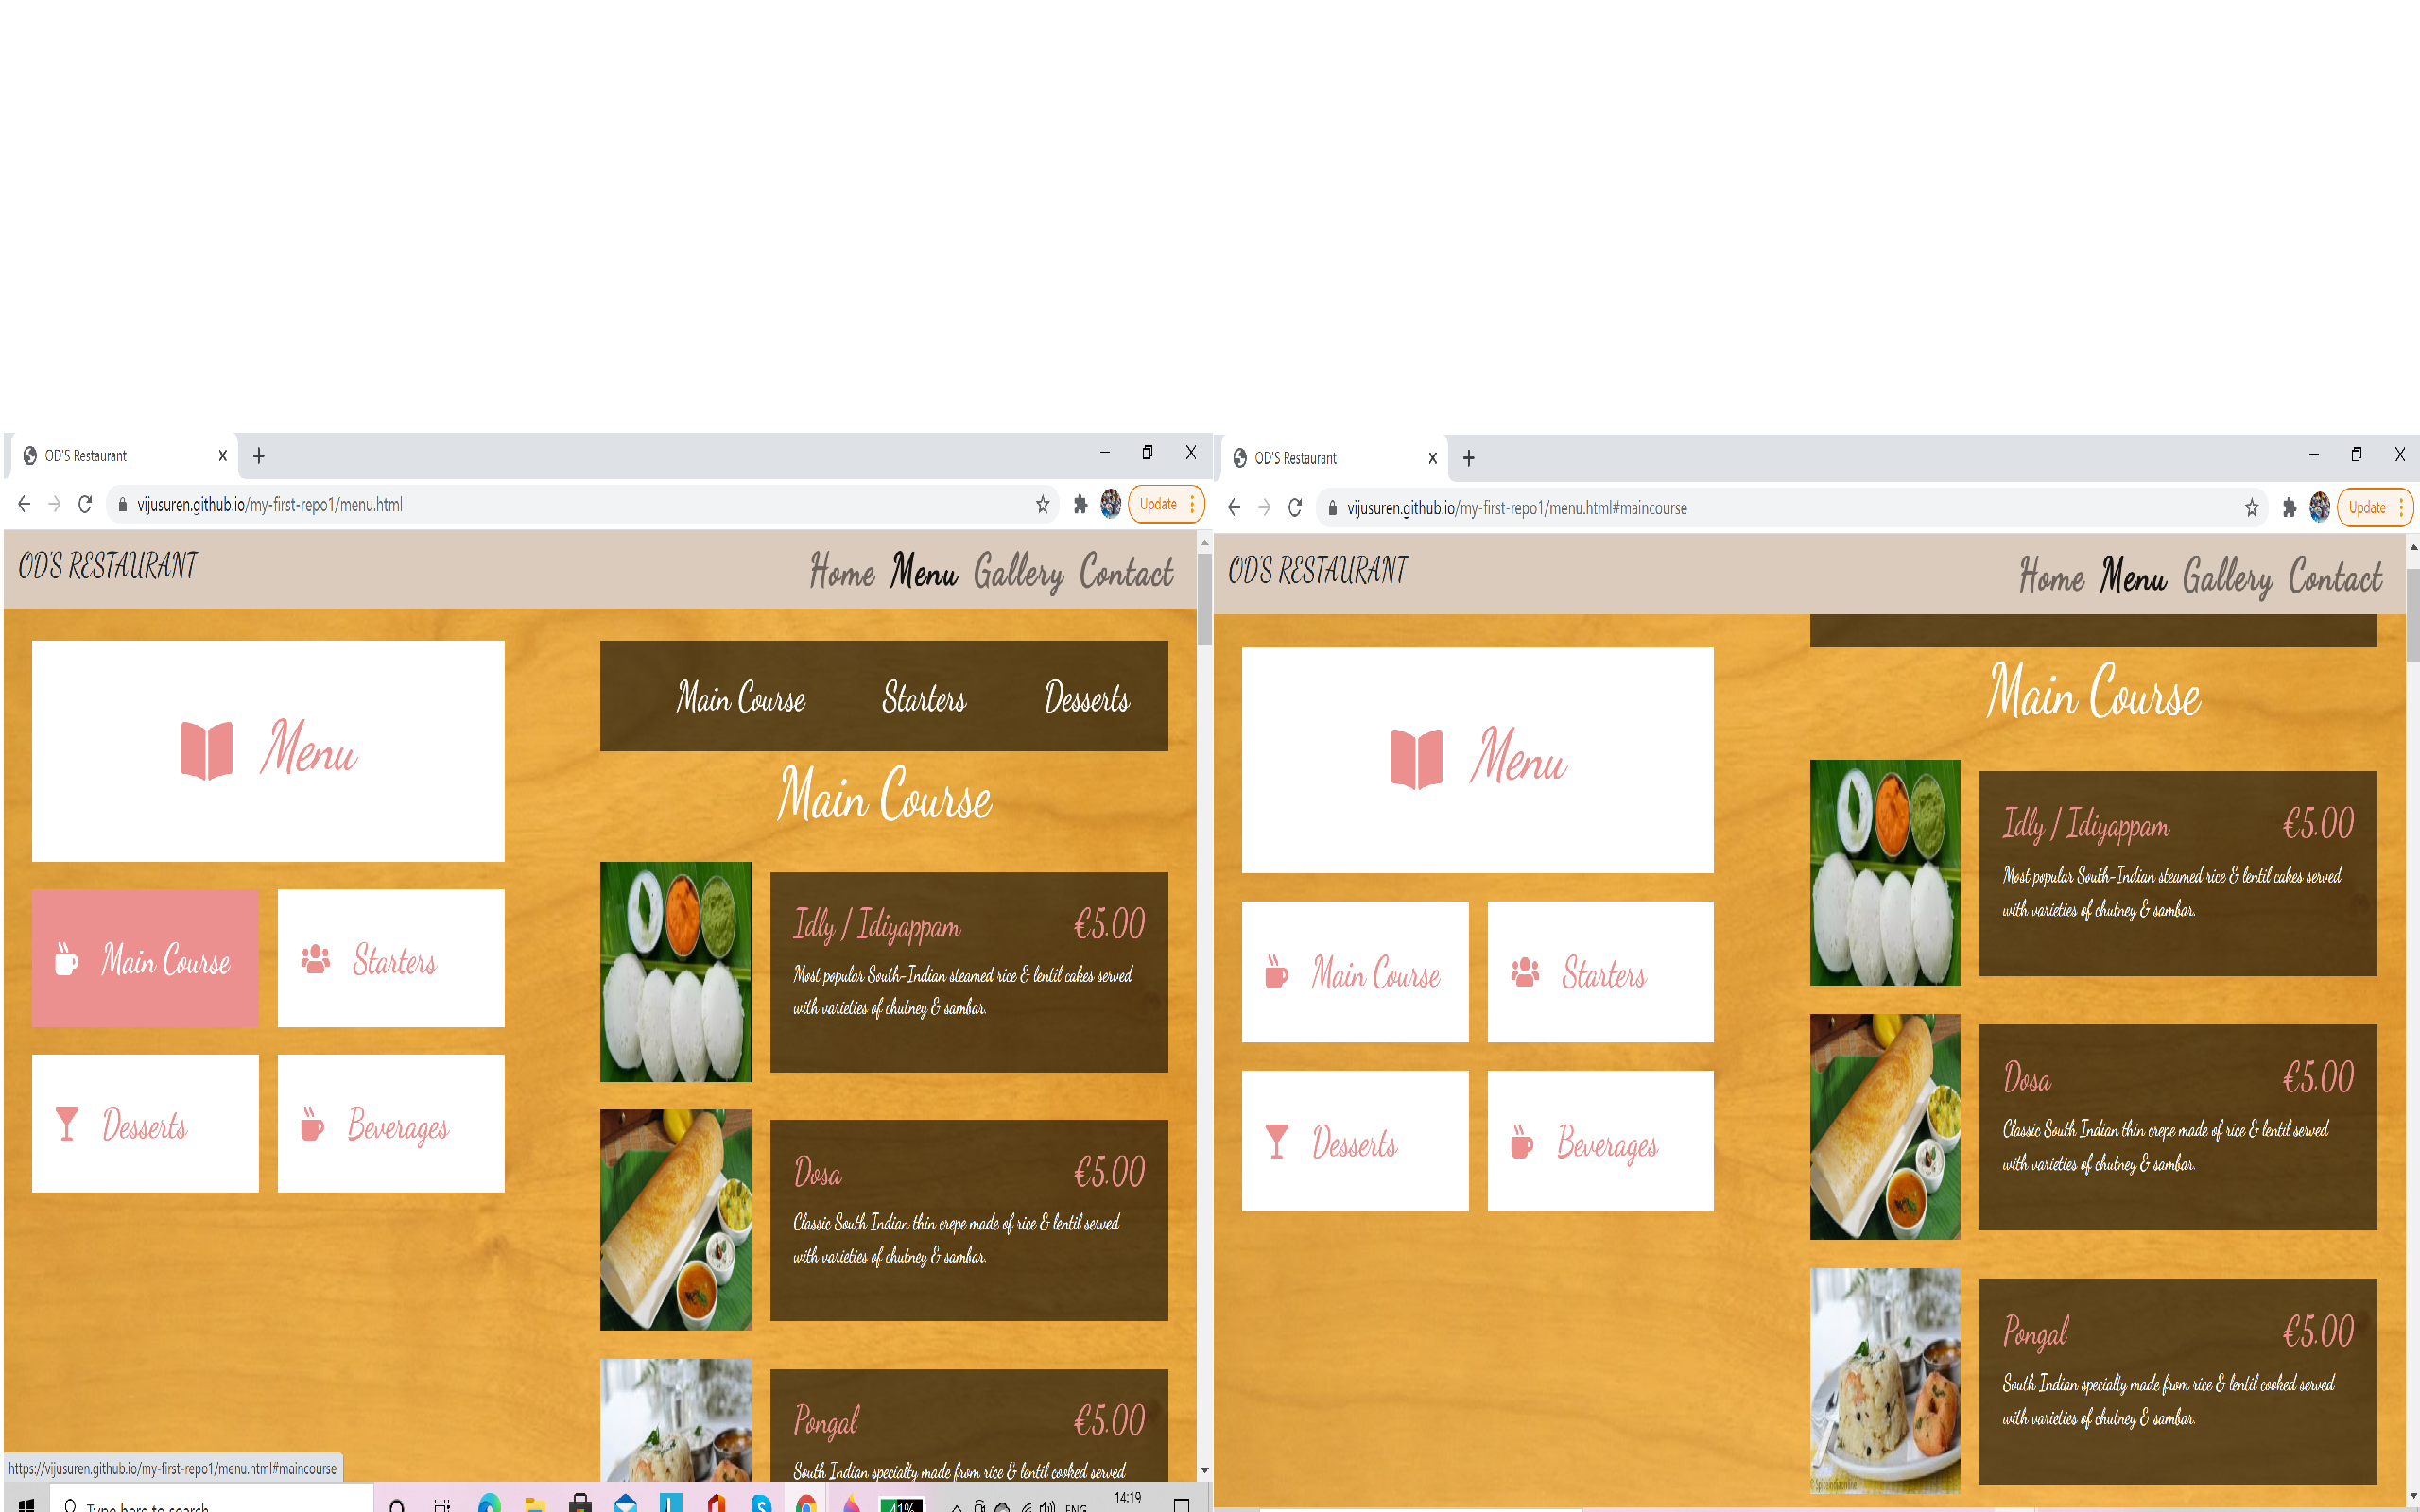 OD'S Restaurant
vijusuren.github.io/my-first-repo1/menu.html
Update
OD'S RESTAURANT
Home Menu Gallery Contact
Menu
Main Course
Starters
Desserts
Beverages
Main Course Starters Desserts
Main Course
Idly / Idiyappam €5.00
Most popular South-Indian steamed rice & lentil cakes served
with varieties of chutney & sambar.
Dosa €5.00
Classic South Indian thin crepe made of rice & lentil served
with varieties of chutney & sambar.
Pongal €5.00
South Indian specialty made from rice & lentil cooked served
https://vijusuren.github.io/my-first-repo1/menu.html#maincourse
Type here to search
41%
ENG
14:19
OD'S Restaurant
vijusuren.github.io/my-first-repo1/menu.html#maincourse
Update
OD'S RESTAURANT
Home Menu Gallery Contact
Menu
Main Course
Starters
Desserts
Beverages
Main Course
Idly / Idiyappam €5.00
Most popular South-Indian steamed rice & lentil cakes served
with varieties of chutney & sambar.
Dosa €5.00
Classic South Indian thin crepe made of rice & lentil served
with varieties of chutney & sambar.
Pongal €5.00
South Indian specialty made from rice & lentil cooked served
with varieties of chutney & sambar.